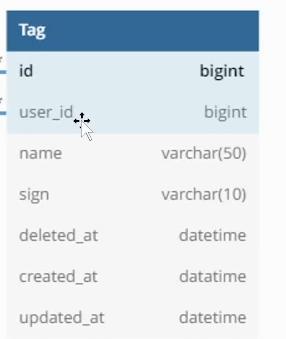 Tag
id bigint
user_id bigint
name varchar(50)
sign varchar(10)
deleted_at datetime
created_at datatime
updated_at datetime